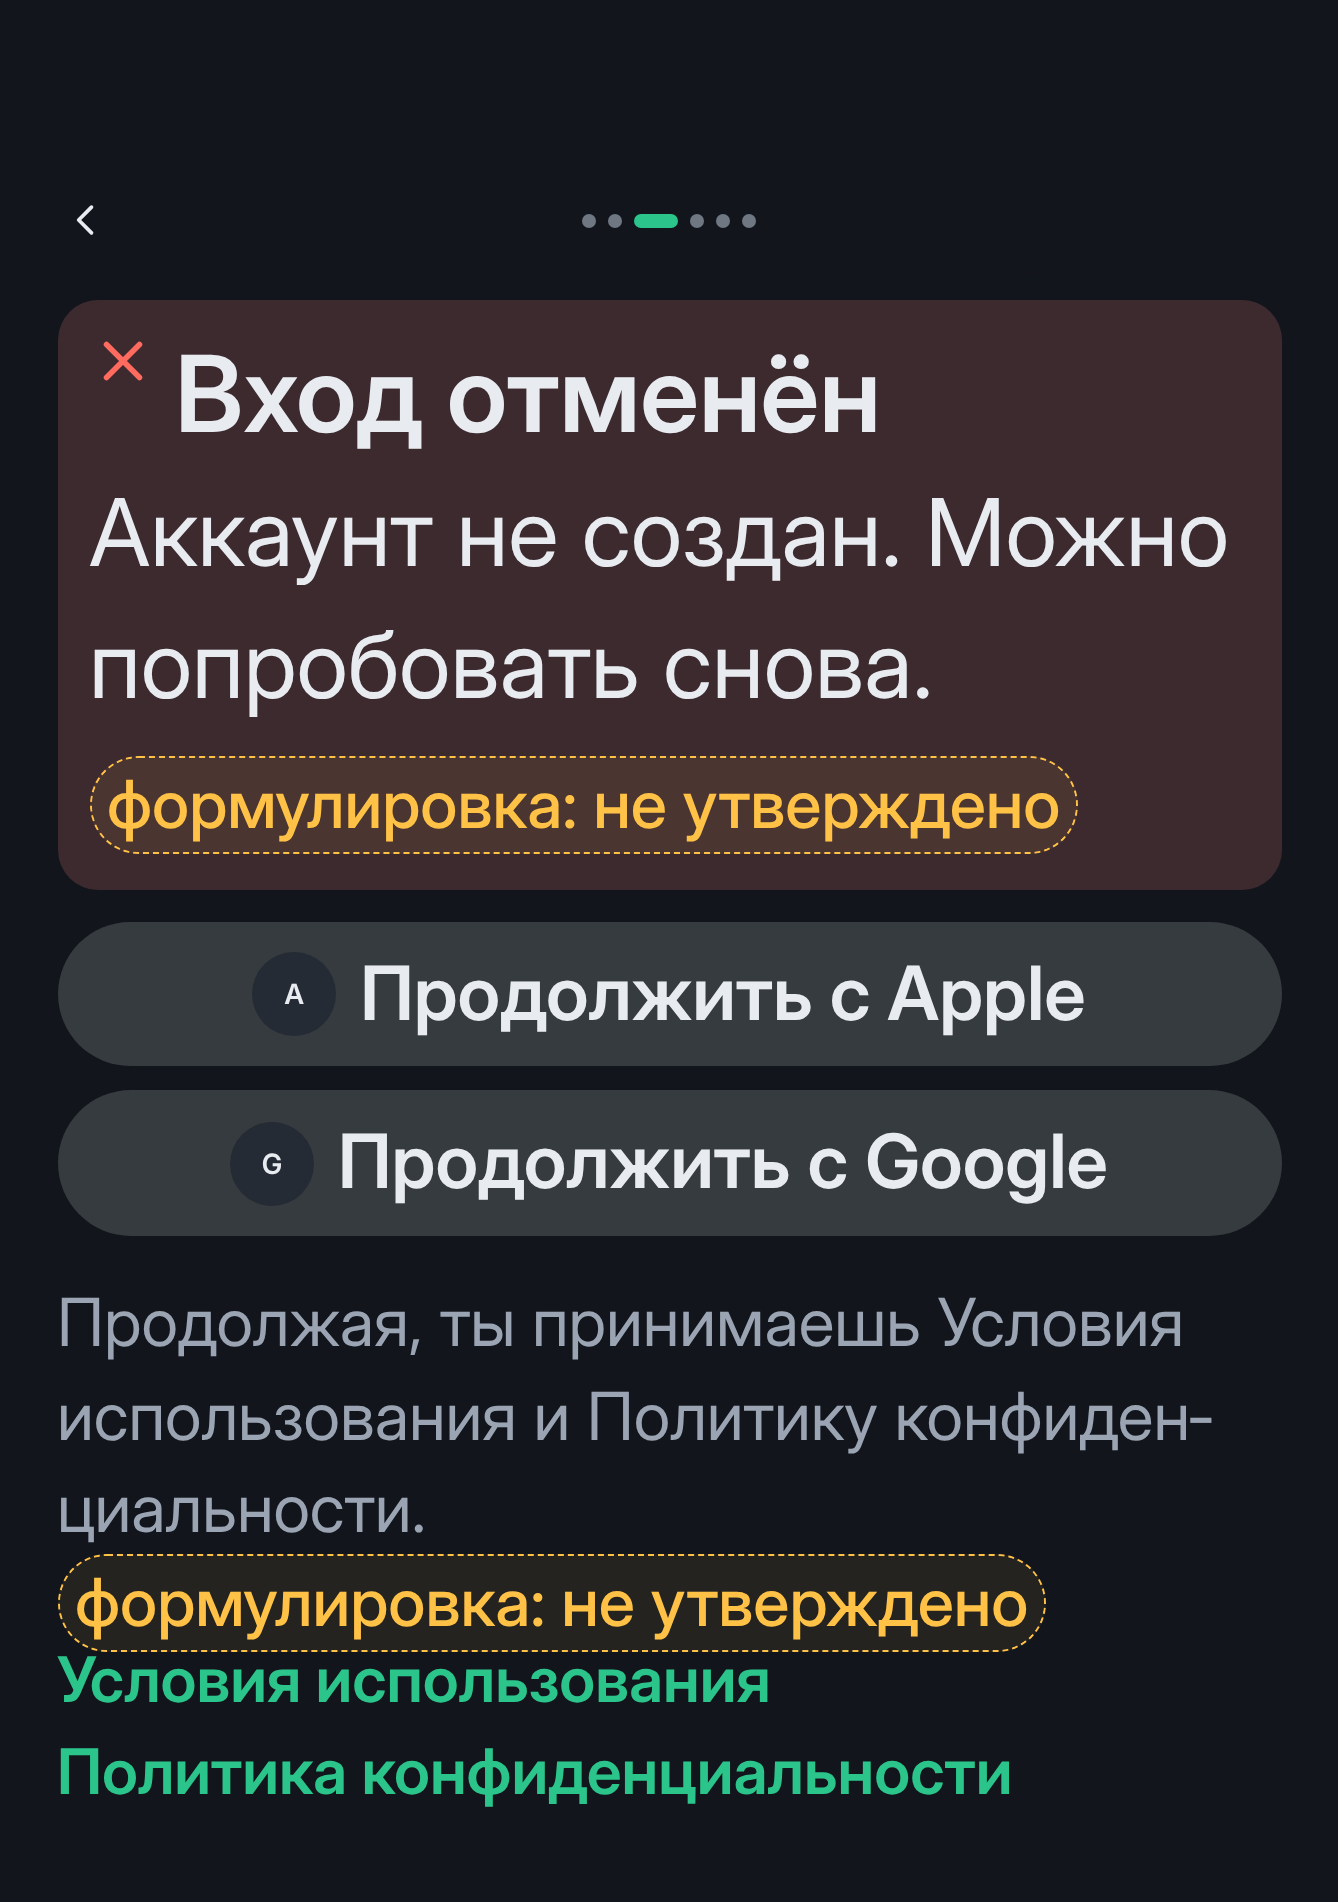 Вход отменён
Аккаунт не создан. Можно
попробовать снова.
формулировка: не утверждено
A Продолжить с Apple
G Продолжить с Google
Продолжая, ты принимаешь Условия
использования и Политику конфиден-
циальности.
формулировка: не утверждено
Условия использования
Политика конфиденциальности